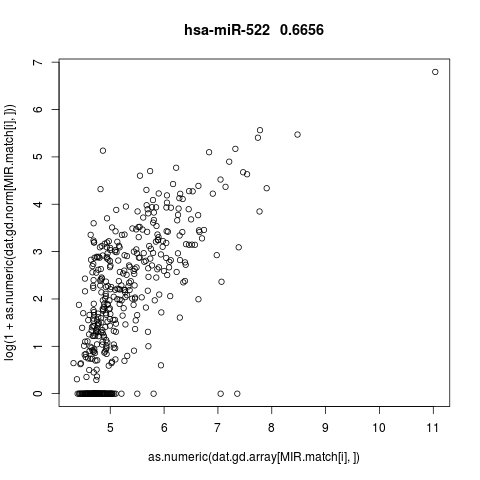 hsa-miR-522 0.6656
log(1 + as.numeric(dat.gd.norm[MIR.match[i], ]))
7
6
5
4
3
2
1
0
5 6 7 8 9 10 11
as.numeric(dat.gd.array[MIR.match[i], ])